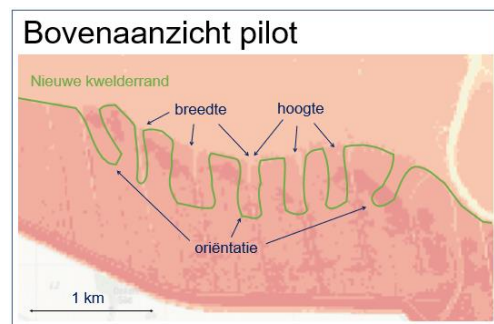 Bovenaanzicht pilot
Nieuwe kwelderrand
breedte
hoogte
oriëntatie
1 km